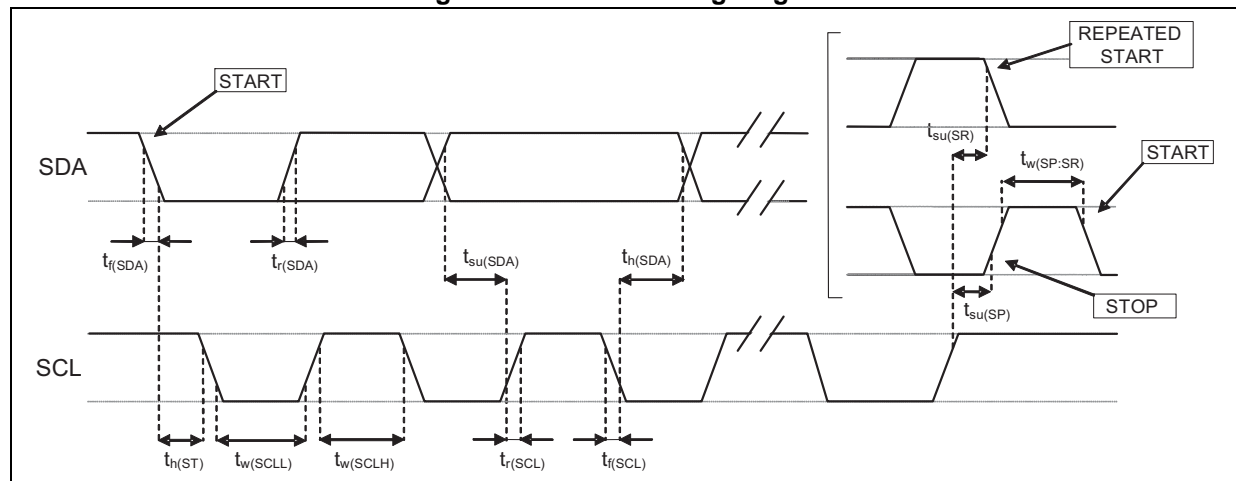 REPEATED
START
START
t_su(SR)
t_w(SP:SR)
START
SDA
t_f(SDA)
t_r(SDA)
t_su(SDA)
t_h(SDA)
t_su(SP)
STOP
SCL
t_h(ST)
t_w(SCLL)
t_w(SCLH)
t_r(SCL)
t_f(SCL)